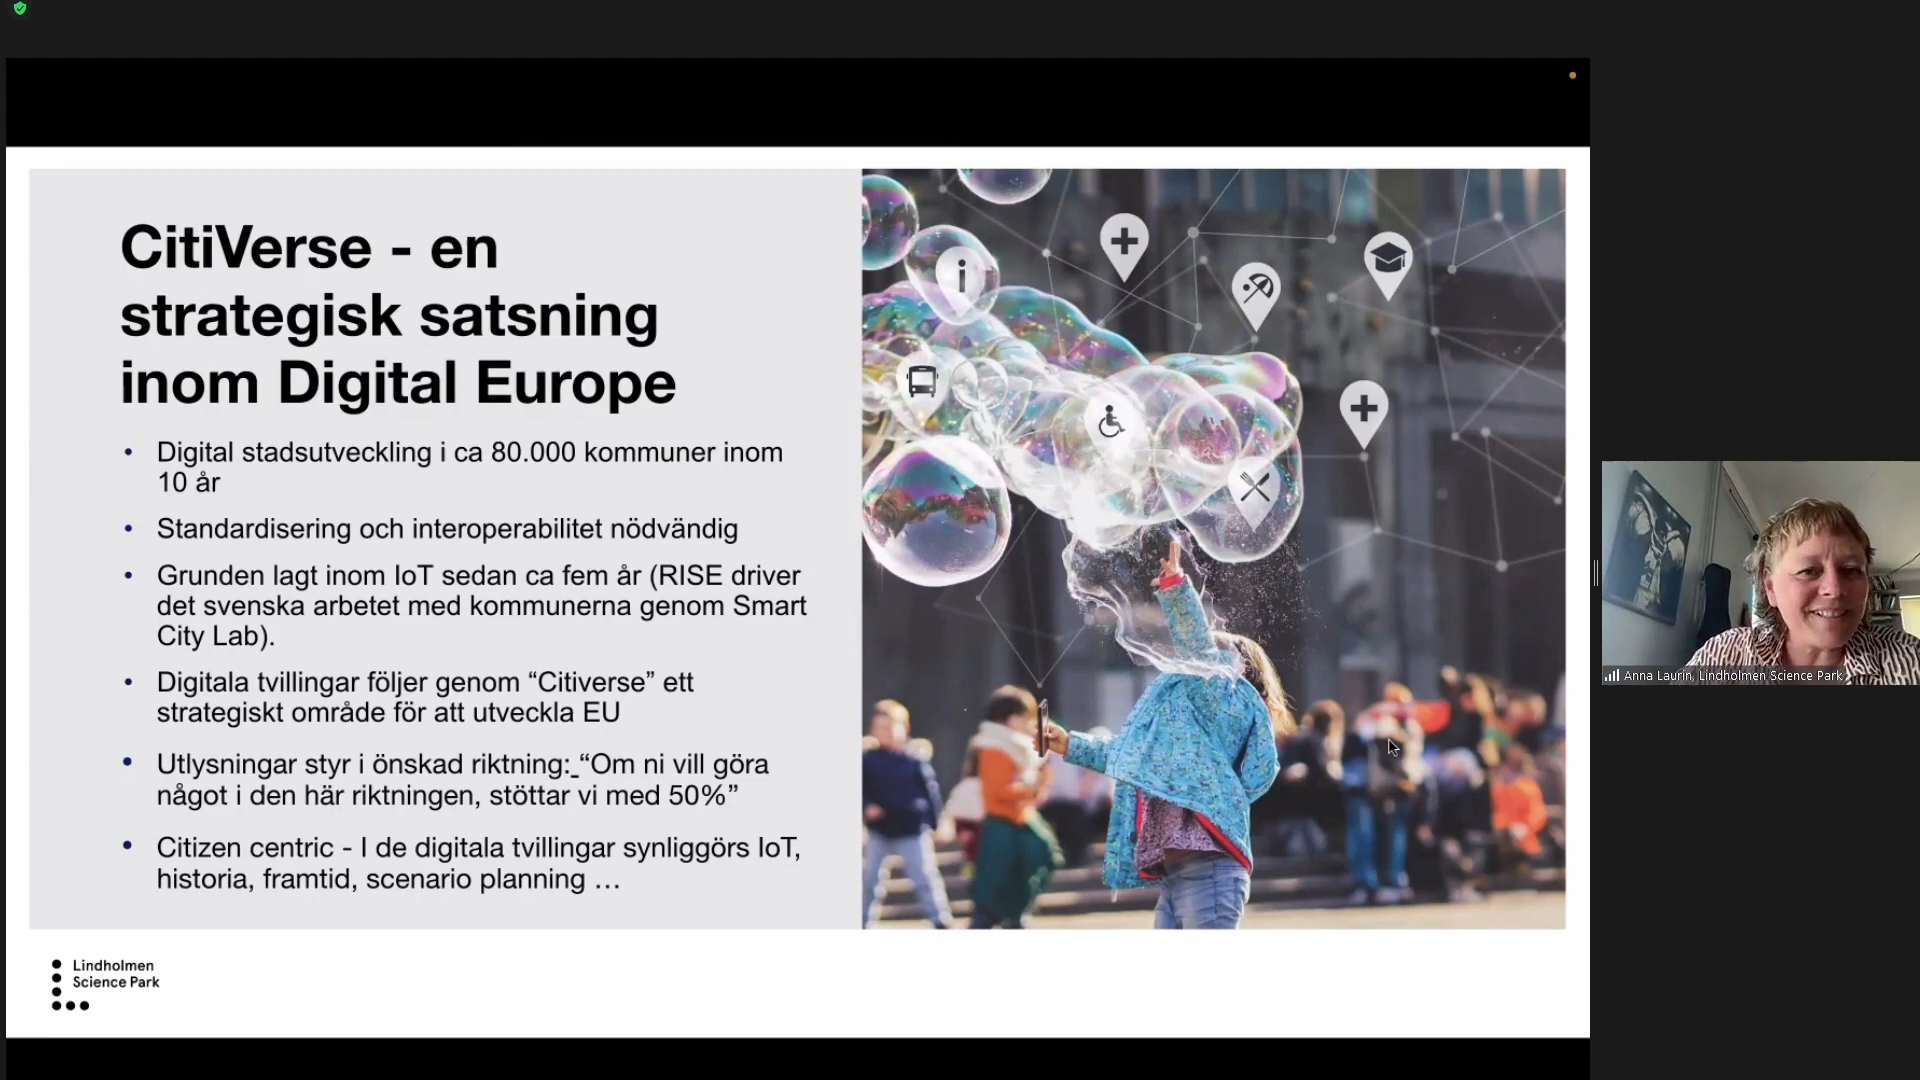 CitiVerse - en
strategisk satsning
inom Digital Europe
• Digital stadsutveckling i ca 80.000 kommuner inom
10 år
• Standardisering och interoperabilitet nödvändig
• Grunden lagt inom IoT sedan ca fem år (RISE driver
det svenska arbetet med kommunerna genom Smart
City Lab).
• Digitala tvillingar följer genom “Citiverse” ett
strategiskt område för att utveckla EU
• Utlysningar styr i önskad riktning: “Om ni vill göra
något i den här riktningen, stöttar vi med 50%”
• Citizen centric - I de digitala tvillingar synliggörs IoT,
historia, framtid, scenario planning …
Lindholmen
Science Park
Anna Laurin, Lindholmen Science Park